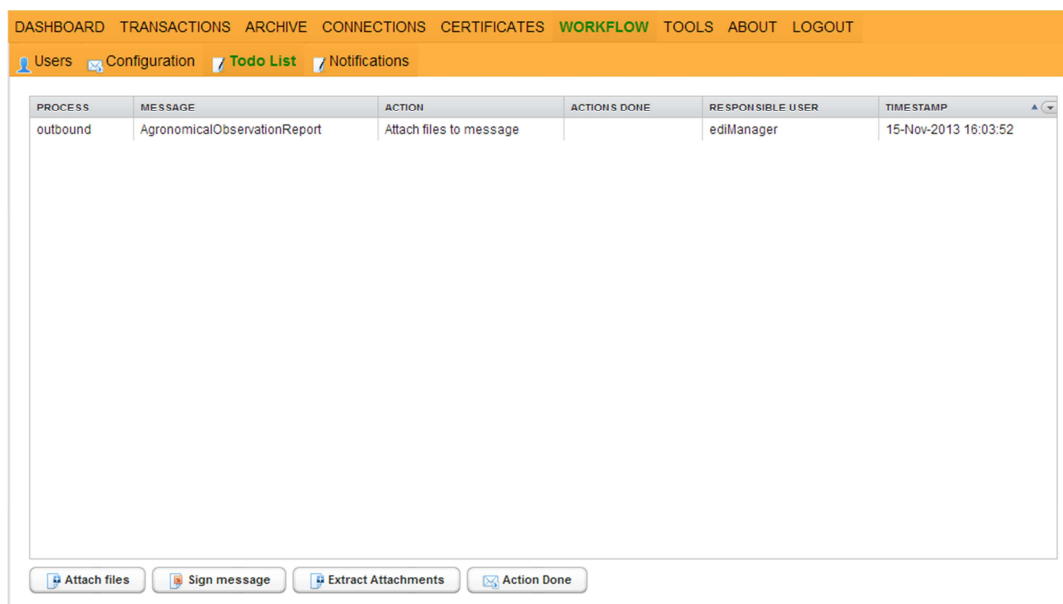 DASHBOARD TRANSACTIONS ARCHIVE CONNECTIONS CERTIFICATES WORKFLOW TOOLS ABOUT LOGOUT
Users Configuration Todo List Notifications
PROCESS MESSAGE ACTION ACTIONS DONE RESPONSIBLE USER TIMESTAMP
outbound AgronomicalObservationReport Attach files to message ediManager 15-Nov-2013 16:03:52
Attach files Sign message Extract Attachments Action Done